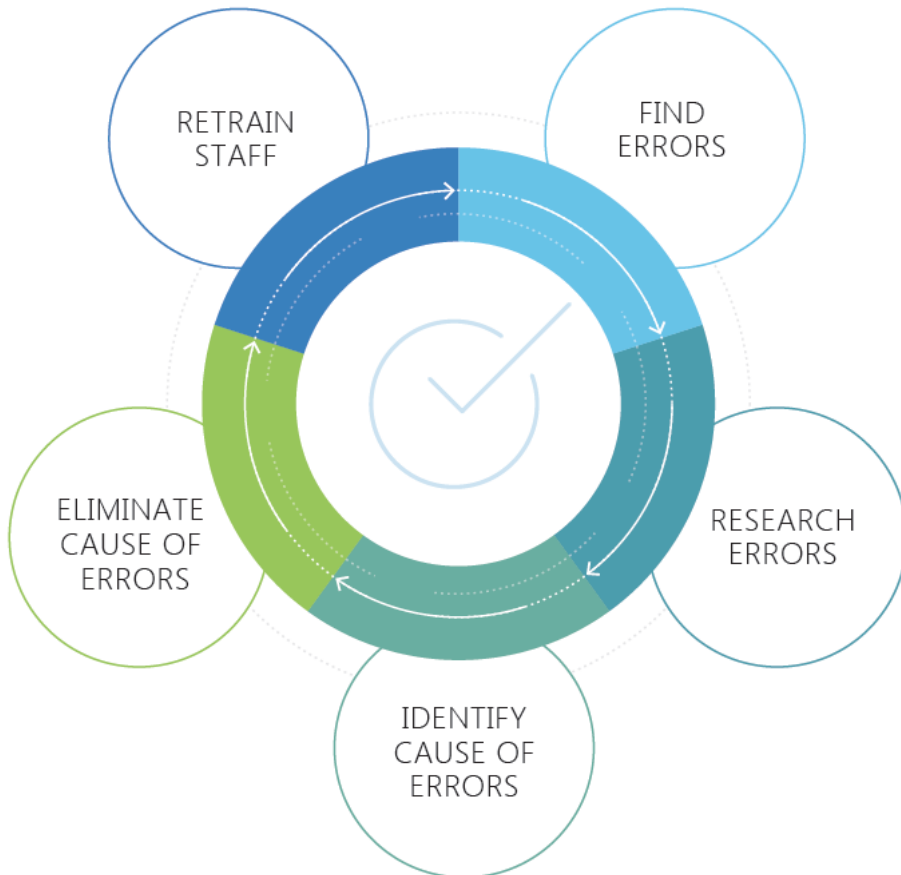 RETRAIN
STAFF
FIND
ERRORS
RESEARCH
ERRORS
IDENTIFY
CAUSE OF
ERRORS
ELIMINATE
CAUSE OF
ERRORS